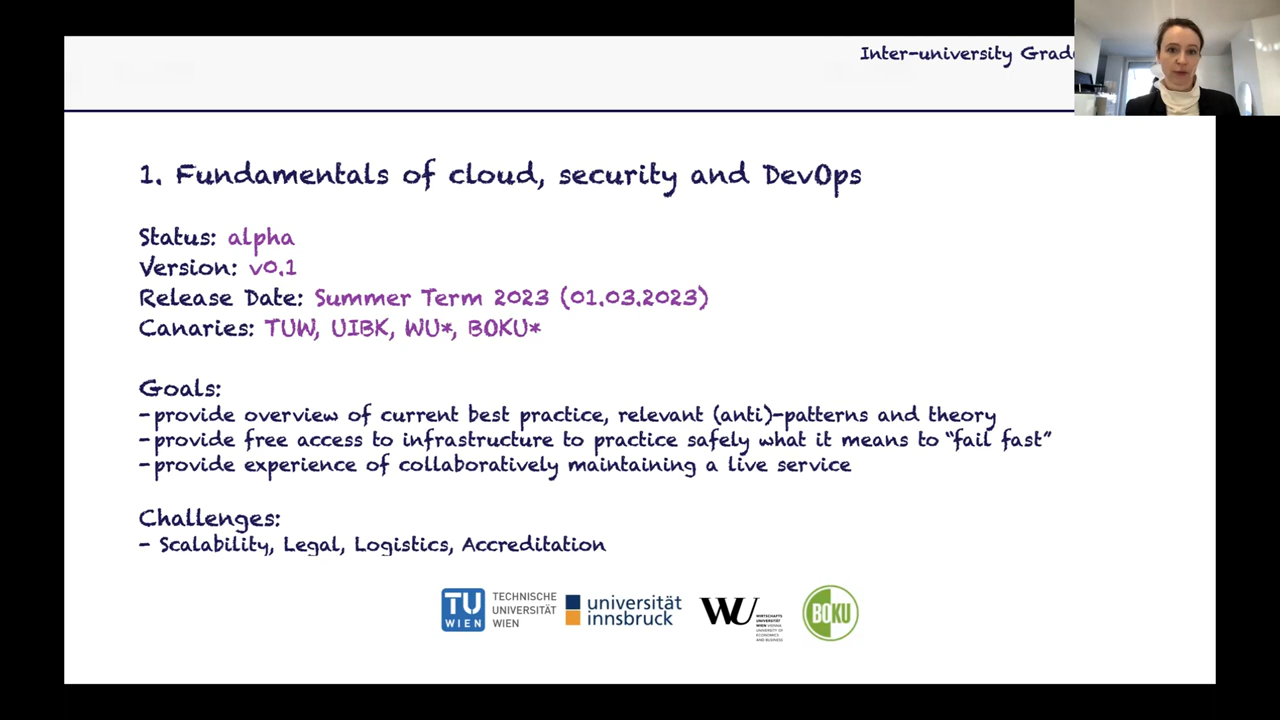 Inter-university Grad
1. Fundamentals of cloud, security and DevOps
Status: alpha
Version: v0.1
Release Date: Summer Term 2023 (01.03.2023)
Canaries: TUW, UIBK, WU*, BOKU*
Goals:
-provide overview of current best practice, relevant (anti)-patterns and theory
-provide free access to infrastructure to practice safely what it means to "fail fast"
-provide experience of collaboratively maintaining a live service
Challenges:
- Scalability, Legal, Logistics, Accreditation
TU WIEN TECHNISCHE UNIVERSITÄT WIEN
universität innsbruck
WU WIRTSCHAFTS UNIVERSITÄT WIEN VIENNA UNIVERSITY OF ECONOMICS AND BUSINESS
BOKU